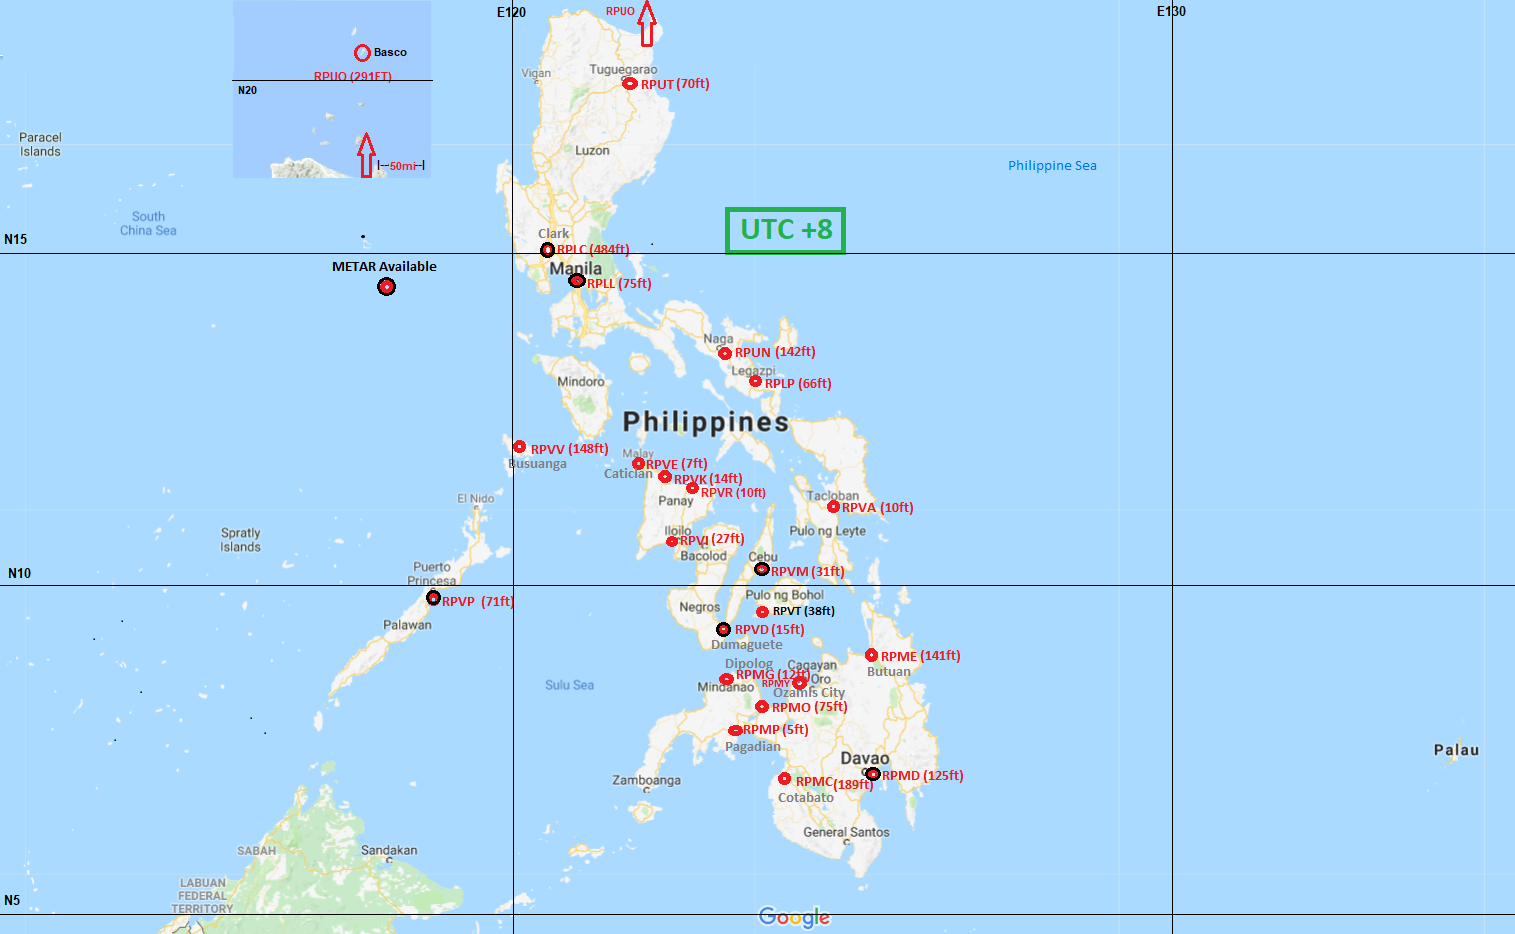 E120
RPUO
E130
Basco
RPUO (291FT)
N20
50mi
Vigan
Tuguegarao
RPUT (70ft)
Paracel
Islands
Luzon
Philippine Sea
South
China Sea
UTC +8
N15
Clark
RPLC (484ft)
METAR Available
Manila
RPLL (75ft)
Naga
RPUN (142ft)
Legazpi
RPLP (66ft)
Mindoro
Philippines
RPVV (148ft)
Busuanga
Malay
RPVE (7ft)
Caticlan
RPVK (14ft)
RPVR (10ft)
Panay
El Nido
Tacloban
RPVA (10ft)
Spratly
Islands
Iloilo
RPVI (27ft)
Bacolod
Pulo ng Leyte
Cebu
RPVM (31ft)
N10
Puerto
Princesa
RPVP (71ft)
Palawan
Pulo ng Bohol
Negros
RPVT (38ft)
RPVD (15ft)
Dumaguete
RPME (141ft)
Butuan
Dipolog
Cagayan
RPMG (12ft)
RPMY
Oro
Mindanao
Ozamis City
Sulu Sea
RPMO (75ft)
RPMP (5ft)
Pagadian
Davao
RPMD (125ft)
Palau
Zamboanga
RPMC (189ft)
Cotabato
General Santos
SABAH
Sandakan
LABUAN
FEDERAL
TERRITORY
N5
Google